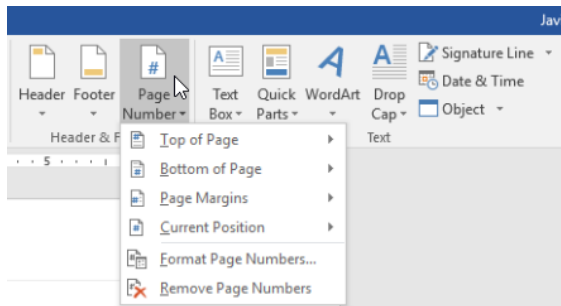 Jav
Header Footer Page Number Text Box Quick Parts WordArt Drop Cap
Signature Line
Date & Time
Object
Header & F
Text
5
Top of Page
Bottom of Page
Page Margins
Current Position
Format Page Numbers...
Remove Page Numbers